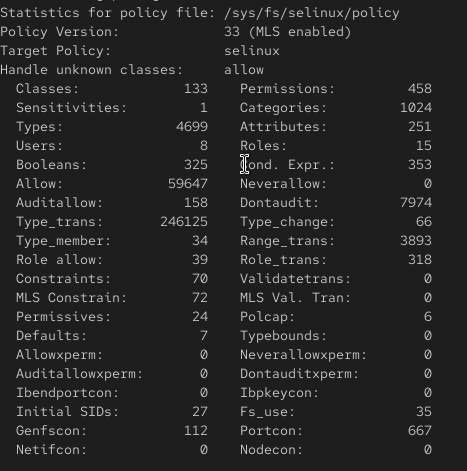 Statistics for policy file: /sys/fs/selinux/policy
Policy Version: 33 (MLS enabled)
Target Policy: selinux
Handle unknown classes: allow
Classes: 133 Permissions: 458
Sensitivities: 1 Categories: 1024
Types: 4699 Attributes: 251
Users: 8 Roles: 15
Booleans: 325 Cond. Expr.: 353
Allow: 59647 Neverallow: 0
Auditallow: 158 Dontaudit: 7974
Type_trans: 246125 Type_change: 66
Type_member: 34 Range_trans: 3893
Role allow: 39 Role_trans: 318
Constraints: 70 Validatetrans: 0
MLS Constrain: 72 MLS Val. Tran: 0
Permissives: 24 Polcap: 6
Defaults: 7 Typebounds: 0
Allowxperm: 0 Neverallowxperm: 0
Auditallowxperm: 0 Dontauditxperm: 0
Ibendportcon: 0 Ibpkeycon: 0
Initial SIDs: 27 Fs_use: 35
Genfscon: 112 Portcon: 667
Netifcon: 0 Nodecon: 0